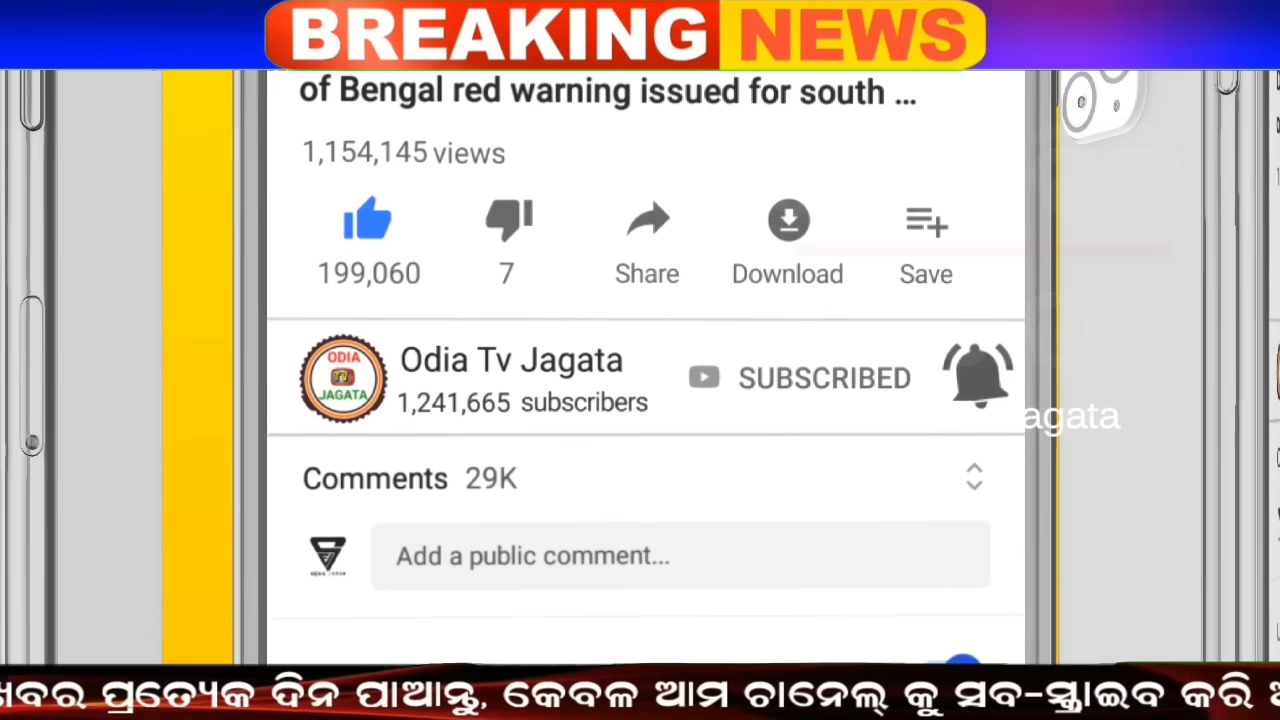 BREAKING NEWS
of Bengal red warning issued for south ...
1,154,145 views
199,060 7 Share Download Save
ODIA
TV
JAGATA
Odia Tv Jagata
1,241,665 subscribers
SUBSCRIBED
agata
Comments 29K
Add a public comment...
ଖବର ପ୍ରତ୍ୟେକ ଦିନ ପାଆନ୍ତୁ, କେବଳ ଆମ ଚାନେଲ୍ କୁ ସବ-ସ୍କ୍ରାଇବ କରି